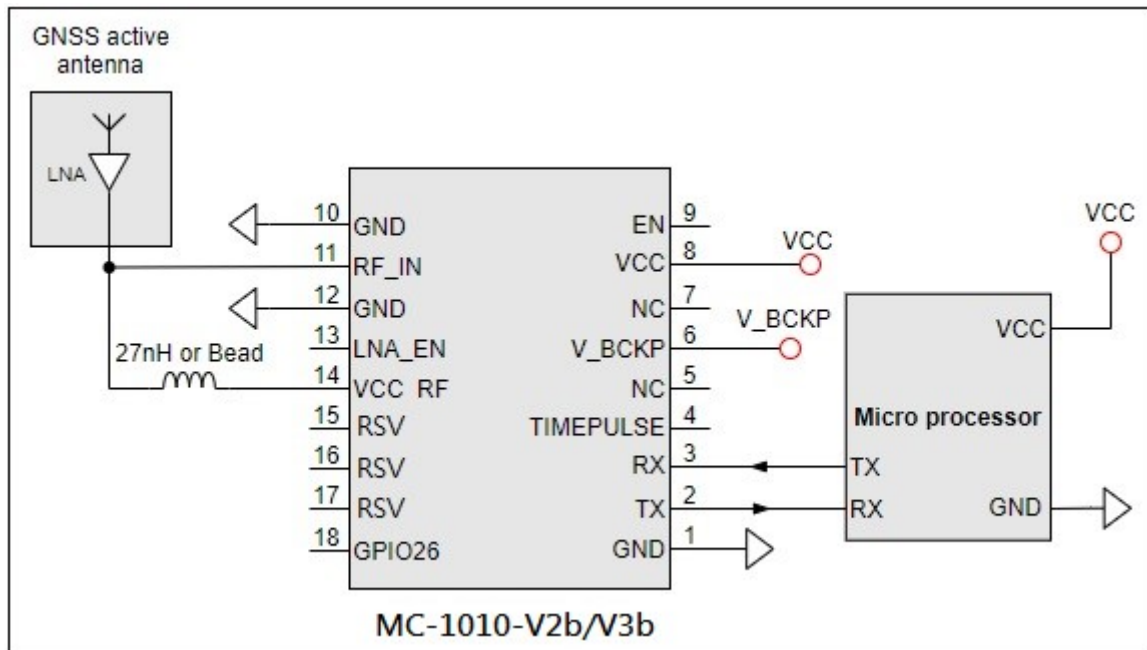 GNSS active
antenna
LNA
27nH or Bead
10 GND
11 RF_IN
12 GND
13 LNA_EN
14 VCC_RF
15 RSV
16 RSV
17 RSV
18 GPIO26
EN 9
VCC 8
NC 7
V_BCKP 6
NC 5
TIMEPULSE 4
RX 3
TX 2
GND 1
VCC
V_BCKP
VCC
VCC
Micro processor
TX
RX
GND
MC-1010-V2b/V3b